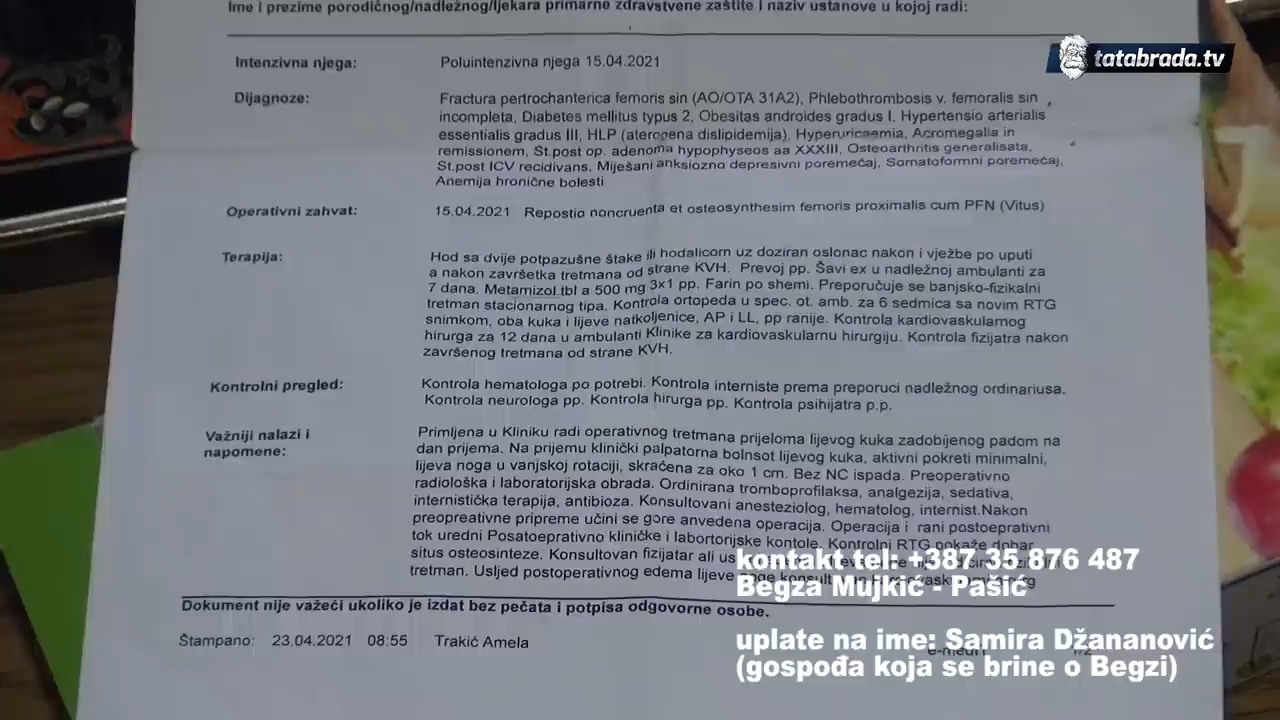 Ime i prezime porodičnog/nadležnog/ljekara primarne zdravstvene zaštite i naziv ustanove u kojoj radi:
tatabrada.tv
Intenzivna njega: Poluintenzivna njega 15.04.2021
Dijagnoze: Fractura pertrochanterica femoris sin (AO/OTA 31A2), Phlebothrombosis v. femoralis sin
incompleta, Diabetes mellitus typus 2, Obesitas androides gradus I, Hypertensio arterialis
essentialis gradus III, HLP (aterogena dislipidemija), Hyperuricaemia, Acromegalia in
remissionem, St.post op. adenoma hypophyseos aa XXXIII, Osteoarthritis generalisata,
St.post ICV recidivans, Miješani anksiozno depresivni poremećaj, Somatoformni poremećaj,
Anemija hronične bolesti
Operativni zahvat: 15.04.2021 Repostio noncruenta et osteosynthesim femoris proximalis cum PFN (Vitus)
Terapija: Hod sa dvije potpazušne štake ili hodalicom uz doziran oslonac nakon i vježbe po uputi
a nakon završetka tretmana od strane KVH. Prevoj pp. Šavi ex u nadležnoj ambulanti za
7 dana. Metamizol tbl a 500 mg 3x1 pp. Farin po shemi. Preporučuje se banjsko-fizikalni
tretman stacionarnog tipa. Kontrola ortopeda u spec. ot. amb. za 6 sedmica sa novim RTG
snimkom, oba kuka i lijeve natkoljenice, AP i LL, pp ranije. Kontrola kardiovaskularnog
hirurga za 12 dana u ambulanti Klinike za kardiovaskularnu hirurgiju. Kontrola fizijatra nakon
završenog tretmana od strane KVH.
Kontrolni pregled: Kontrola hematologa po potrebi. Kontrola interniste prema preporuci nadležnog ordinariusa.
Kontrola neurologa pp. Kontrola hirurga pp. Kontrola psihijatra p.p.
Važniji nalazi i napomene: Primljena u Kliniku radi operativnog tretmana prijeloma lijevog kuka zadobijenog padom na
dan prijema. Na prijemu klinički palpatorna bolnsot lijevog kuka, aktivni pokreti minimalni,
lijeva noga u vanjskoj rotaciji, skraćena za oko 1 cm. Bez NC ispada. Preoperativno
radiološka i laboratorijska obrada. Ordinirana tromboprofilaksa, analgezija, sedativa,
internistička terapija, antibioza. Konsultovani anesteziolog, hematolog, internist.Nakon
preopreativne pripreme učini se gore anvedena operacija. Operacija i rani postoeprativni
tok uredni Posatoeprativno kliničke i labortorijske kontole. Kontrolni RTG pokaže dobar
situs osteosinteze. Konsultovan fizijatar ali
tretman. Usljed postoperativnog edema lijeve
Dokument nije važeći ukoliko je izdat bez pečata i potpisa odgovorne osobe.
Štampano: 23.04.2021 08:55 Trakić Amela
kontakt tel: +387 35 876 487
Begza Mujkić - Pašić
uplate na ime: Samira Džananović
(gospođa koja se brine o Begzi)